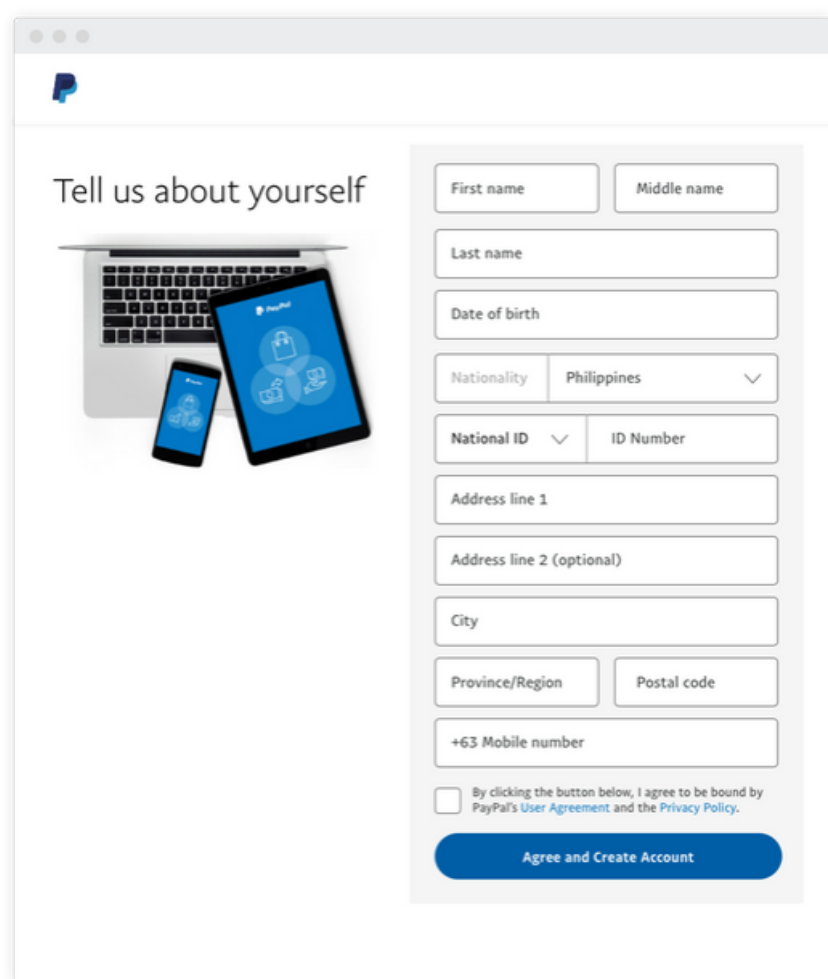 Tell us about yourself
PayPal
PayPal
First name
Middle name
Last name
Date of birth
Nationality
Philippines
National ID
ID Number
Address line 1
Address line 2 (optional)
City
Province/Region
Postal code
+63 Mobile number
By clicking the button below, I agree to be bound by
PayPal's User Agreement and the Privacy Policy.
Agree and Create Account